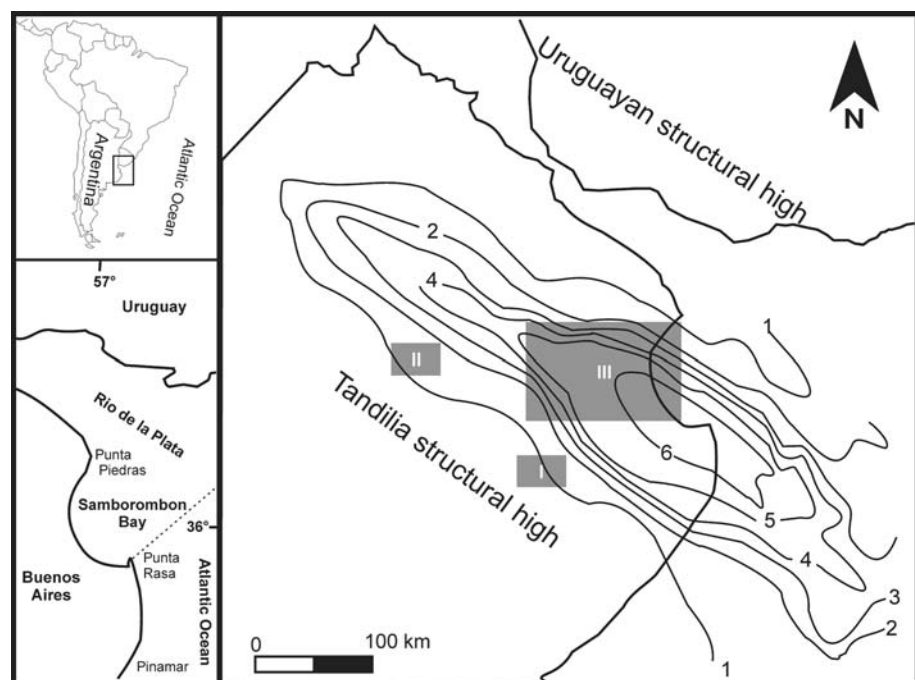 Argentina
Atlantic Ocean
57°
Uruguay
Rio de la Plata
Punta
Piedras
Samborombon
Bay
36°
Punta
Rasa
Buenos
Aires
Atlantic Ocean
Pinamar
Uruguayan structural high
N
2
4
1
II
III
Tandilia structural high
6
I
5
4
3
2
1
0
100 km